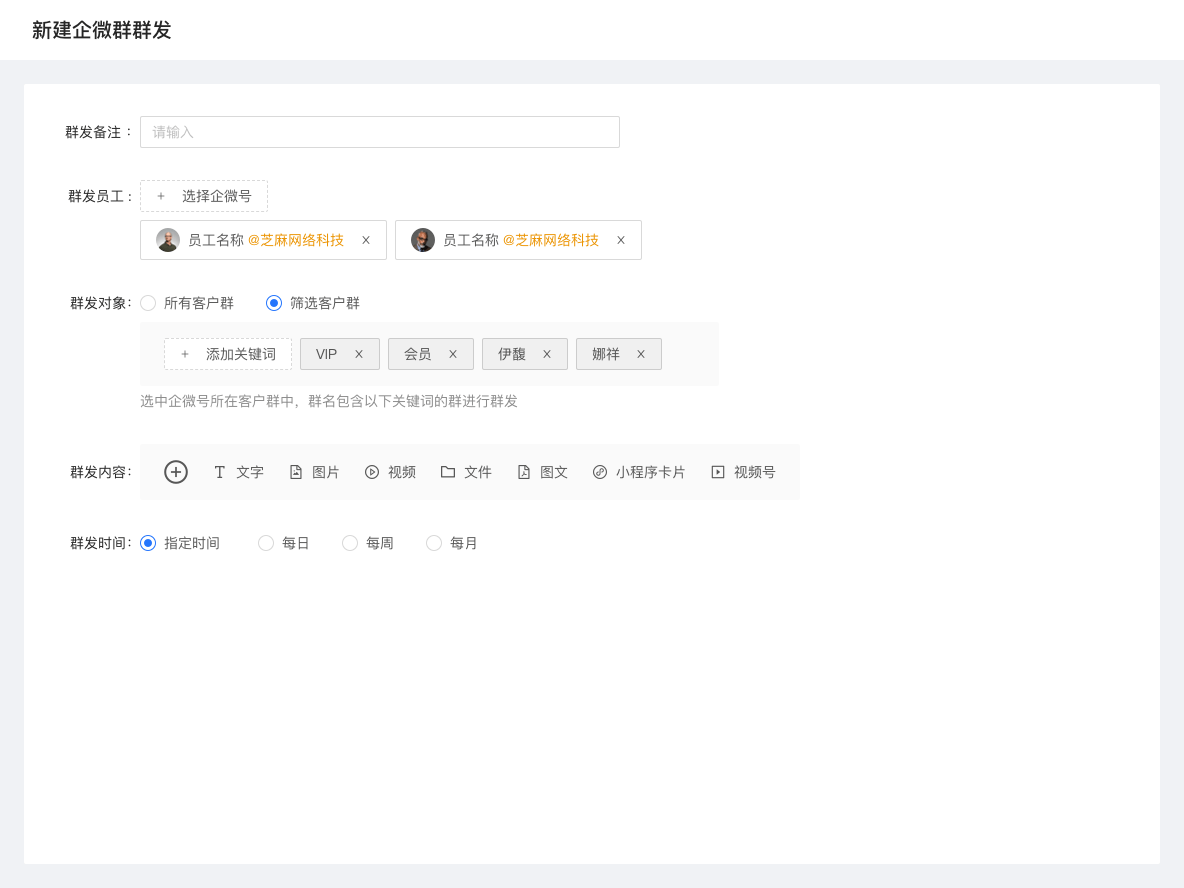 新建企微群群发
群发备注 : 请输入
群发员工 : + 选择企微号
员工名称 @芝麻网络科技 x 员工名称 @芝麻网络科技 x
群发对象: 所有客户群 筛选客户群
+ 添加关键词 VIP x 会员 x 伊馥 x 娜祥 x
选中企微号所在客户群中，群名包含以下关键词的群进行群发
群发内容: T 文字 图片 视频 文件 图文 小程序卡片 视频号
群发时间: 指定时间 每日 每周 每月